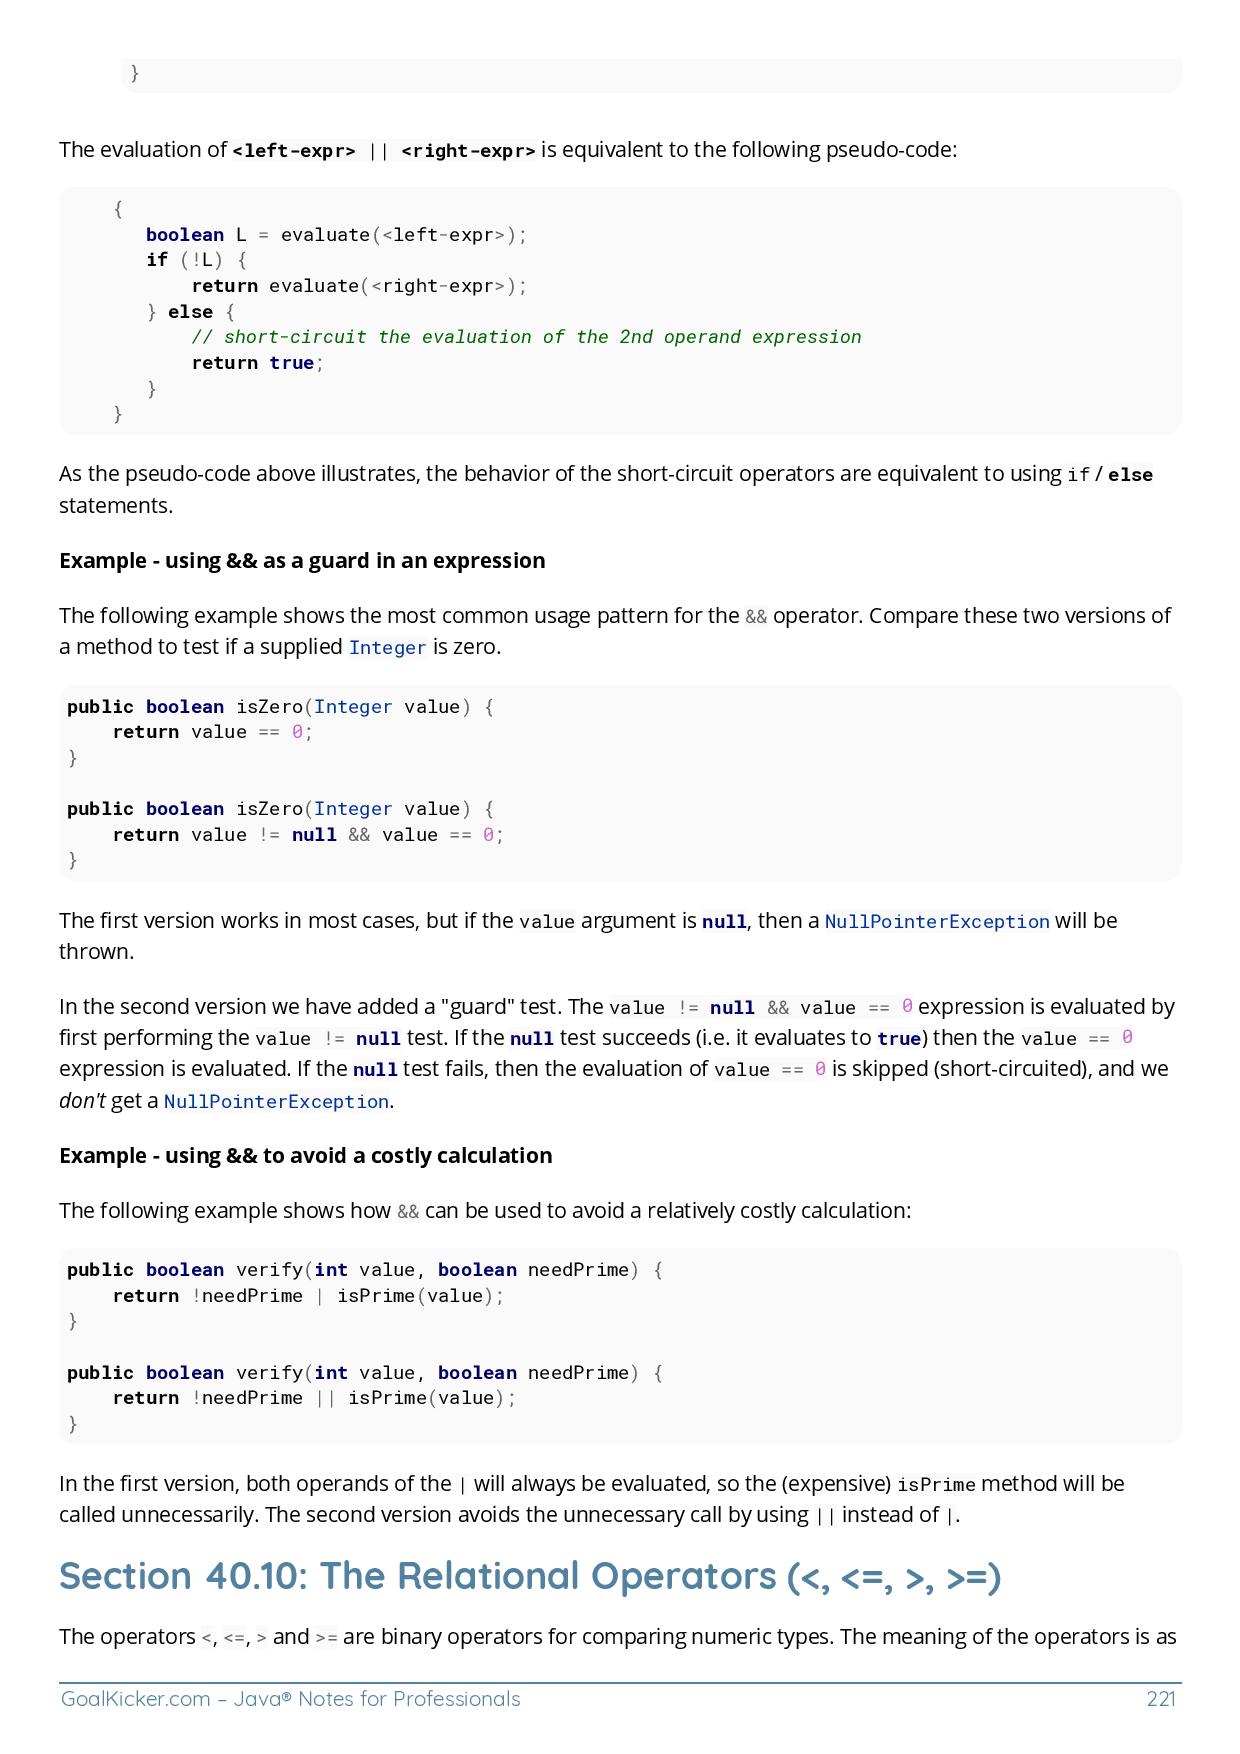 }
The evaluation of <left-expr> || <right-expr> is equivalent to the following pseudo-code:
{
boolean L = evaluate(<left-expr>);
if (!L) {
return evaluate(<right-expr>);
} else {
// short-circuit the evaluation of the 2nd operand expression
return true;
}
}
As the pseudo-code above illustrates, the behavior of the short-circuit operators are equivalent to using if / else
statements.
Example - using && as a guard in an expression
The following example shows the most common usage pattern for the && operator. Compare these two versions of
a method to test if a supplied Integer is zero.
public boolean isZero(Integer value) {
return value == 0;
}
public boolean isZero(Integer value) {
return value != null && value == 0;
}
The first version works in most cases, but if the value argument is null, then a NullPointerException will be
thrown.
In the second version we have added a "guard" test. The value != null && value == 0 expression is evaluated by
first performing the value != null test. If the null test succeeds (i.e. it evaluates to true) then the value == 0
expression is evaluated. If the null test fails, then the evaluation of value == 0 is skipped (short-circuited), and we
don't get a NullPointerException.
Example - using && to avoid a costly calculation
The following example shows how && can be used to avoid a relatively costly calculation:
public boolean verify(int value, boolean needPrime) {
return !needPrime | isPrime(value);
}
public boolean verify(int value, boolean needPrime) {
return !needPrime || isPrime(value);
}
In the first version, both operands of the | will always be evaluated, so the (expensive) isPrime method will be
called unnecessarily. The second version avoids the unnecessary call by using || instead of |.
Section 40.10: The Relational Operators (<, <=, >, >=)
The operators <, <=, > and >= are binary operators for comparing numeric types. The meaning of the operators is as
GoalKicker.com – Java® Notes for Professionals 221